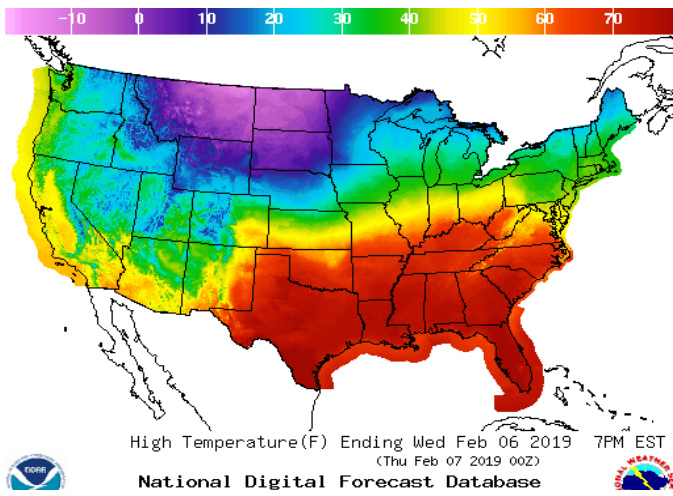 -10 0 10 20 30 40 50 60 70
High Temperature(F) Ending Wed Feb 06 2019 7PM EST
(Thu Feb 07 2019 00Z)
National Digital Forecast Database
NOAA